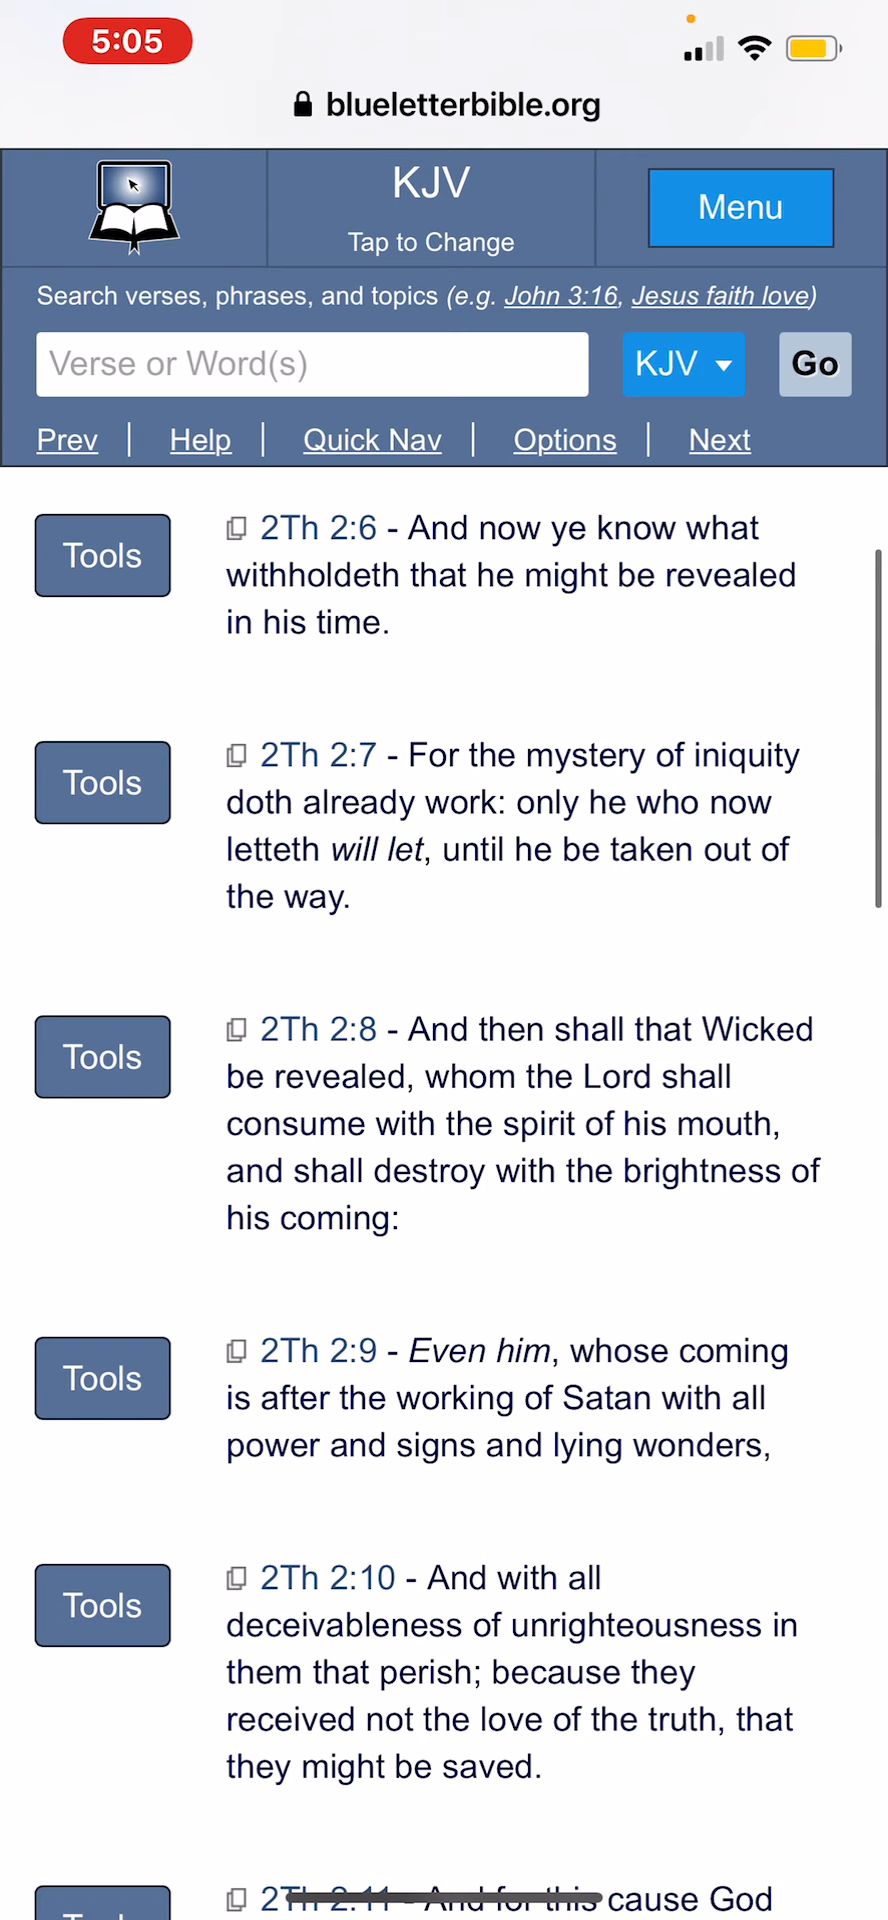 5:05
blueletterbible.org
KJV
Tap to Change
Menu
Search verses, phrases, and topics (e.g. John 3:16, Jesus faith love)
Verse or Word(s)
KJV
Go
Prev | Help | Quick Nav | Options | Next
Tools
2Th 2:6 - And now ye know what
withholdeth that he might be revealed
in his time.
Tools
2Th 2:7 - For the mystery of iniquity
doth already work: only he who now
letteth will let, until he be taken out of
the way.
Tools
2Th 2:8 - And then shall that Wicked
be revealed, whom the Lord shall
consume with the spirit of his mouth,
and shall destroy with the brightness of
his coming:
Tools
2Th 2:9 - Even him, whose coming
is after the working of Satan with all
power and signs and lying wonders,
Tools
2Th 2:10 - And with all
deceivableness of unrighteousness in
them that perish; because they
received not the love of the truth, that
they might be saved.
Tools
2Th 2:11 - And for this cause God